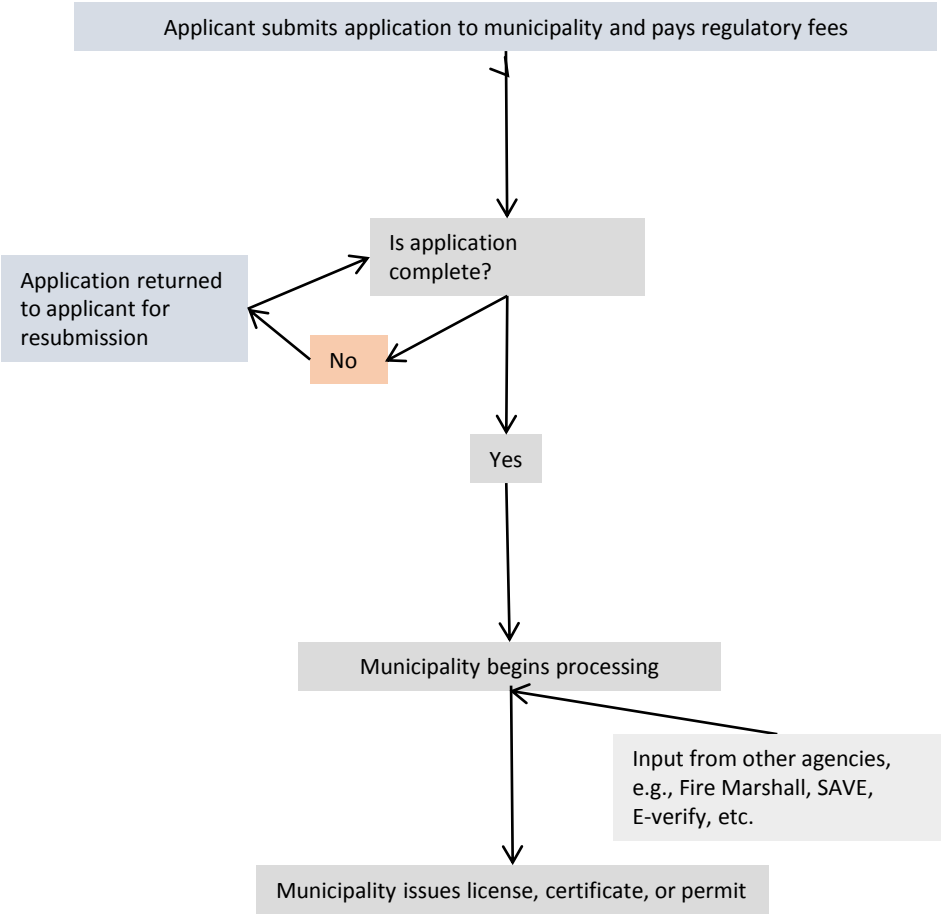 Applicant submits application to municipality and pays regulatory fees
Is application
complete?
Application returned
to applicant for
resubmission
No
Yes
Municipality begins processing
Input from other agencies,
e.g., Fire Marshall, SAVE,
E-verify, etc.
Municipality issues license, certificate, or permit